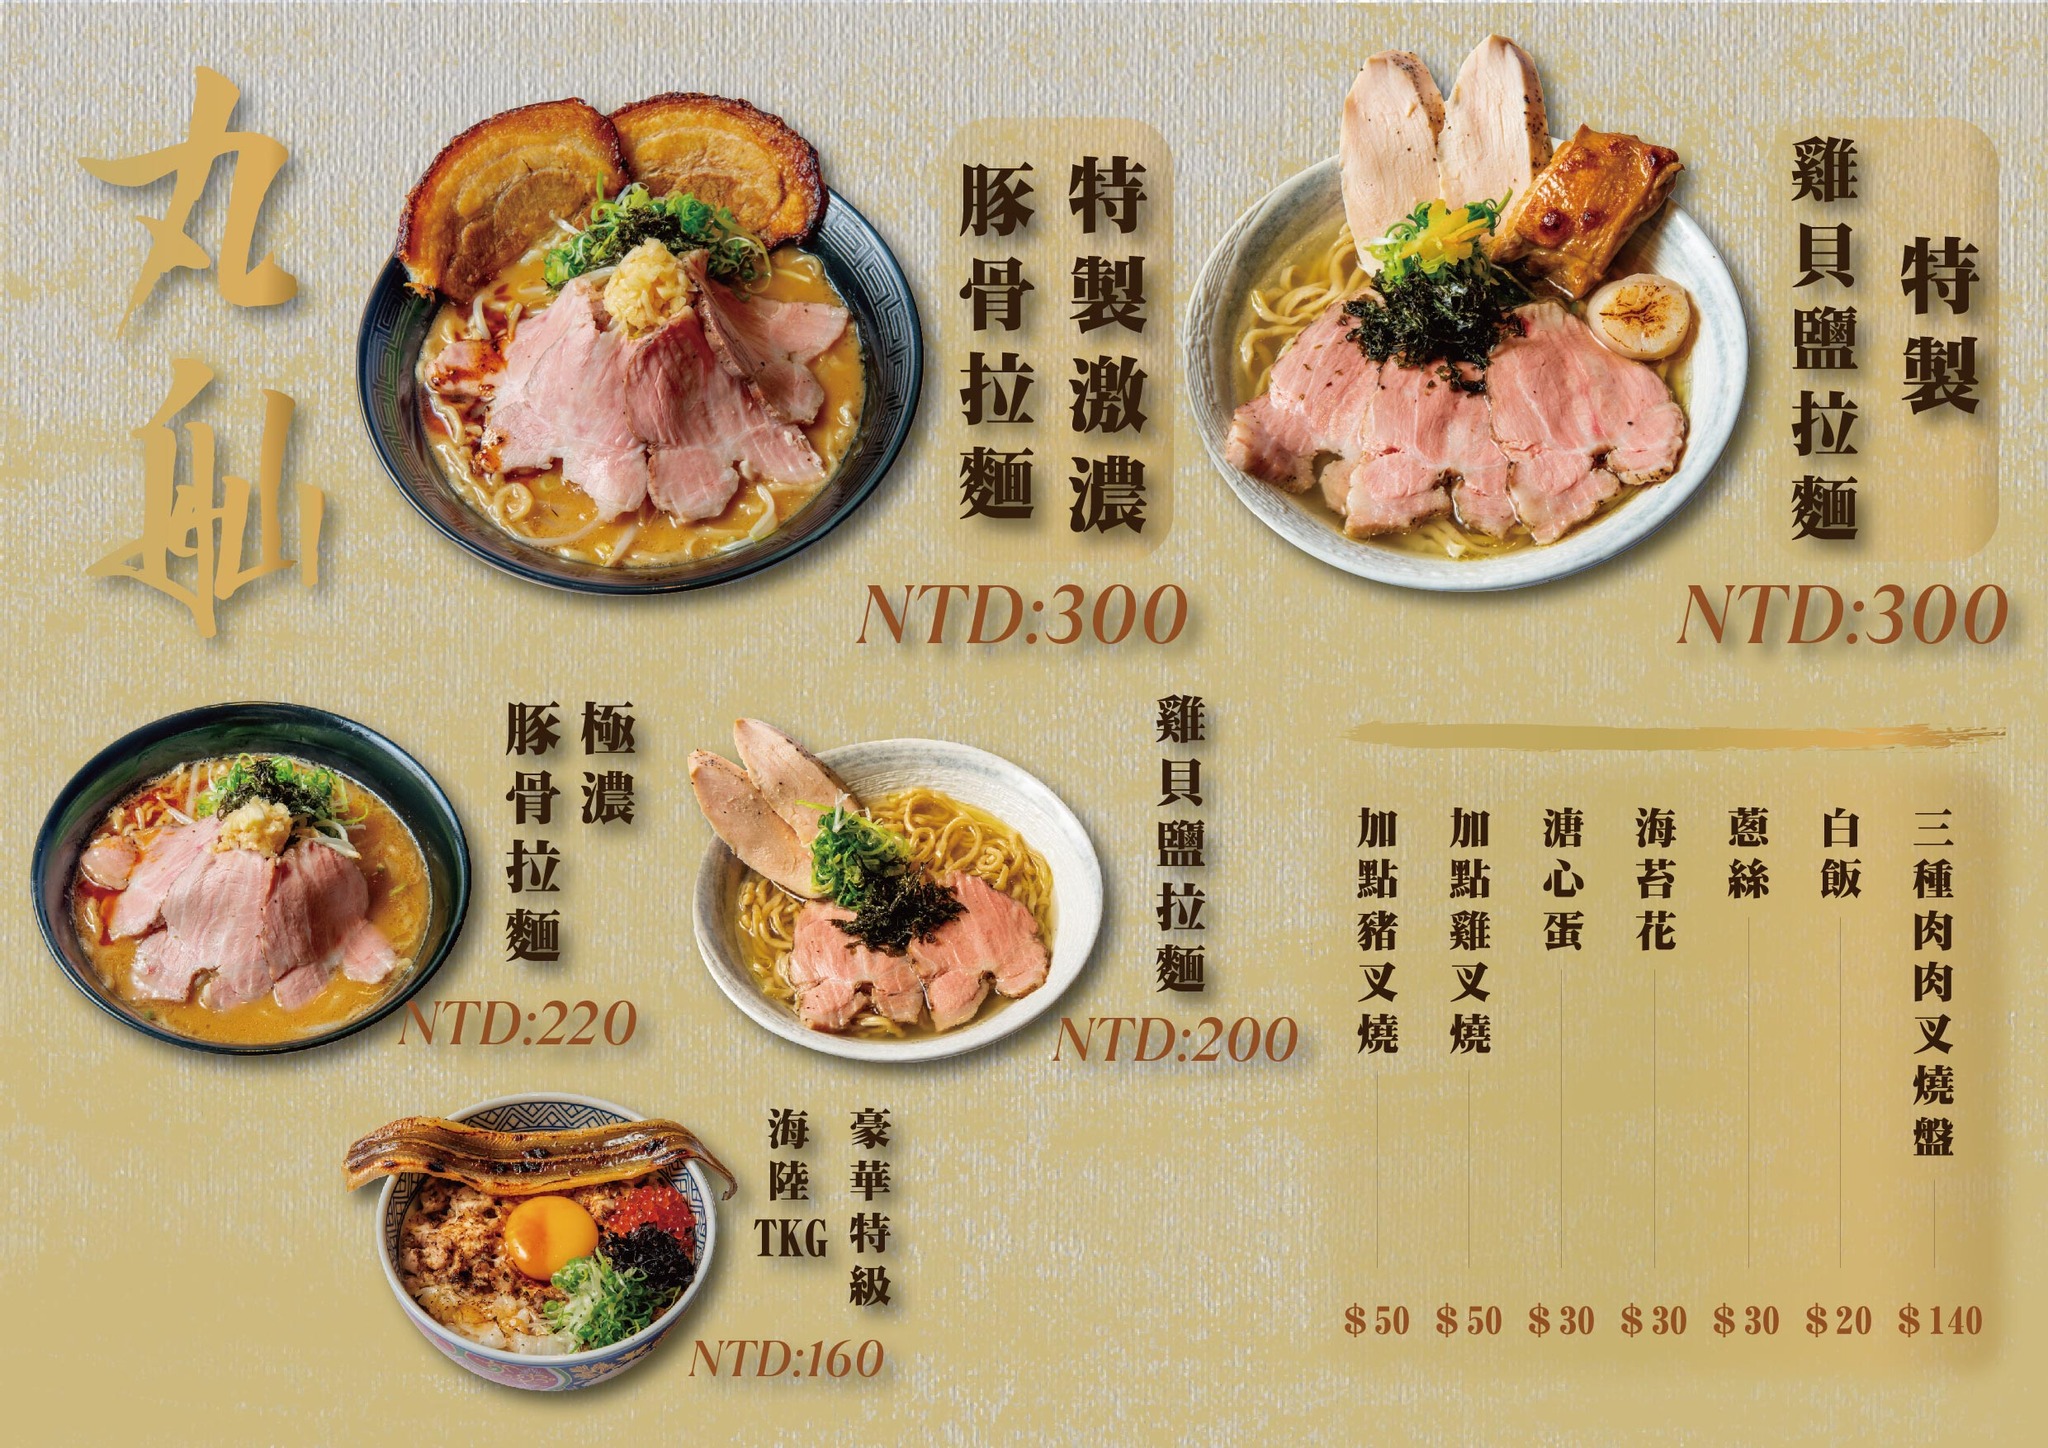 丸舢
特製激濃
豚骨拉麵
NTD:300
特製
雞貝鹽拉麵
NTD:300
極濃
豚骨拉麵
NTD:220
雞貝鹽拉麵
NTD:200
豪華特級
海陸TKG
NTD:160
三種肉肉叉燒盤 $140
白飯 $20
蔥絲 $30
海苔花 $30
溏心蛋 $30
加點雞叉燒 $50
加點豬叉燒 $50